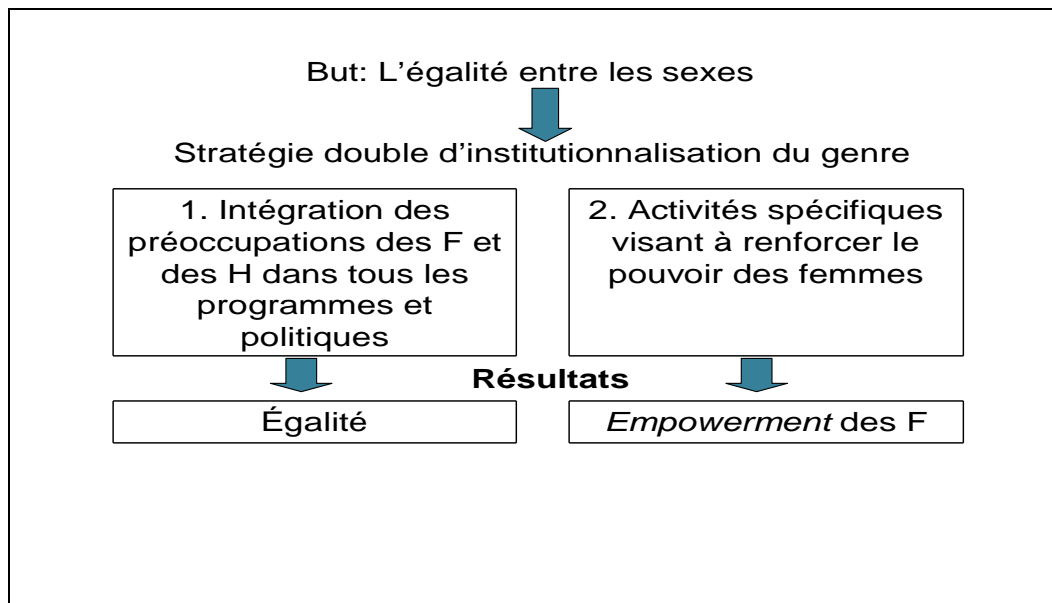 But: L’égalité entre les sexes
Stratégie double d’institutionnalisation du genre
1. Intégration des
préoccupations des F et
des H dans tous les
programmes et
politiques
2. Activités spécifiques
visant à renforcer le
pouvoir des femmes
Résultats
Égalité
Empowerment des F